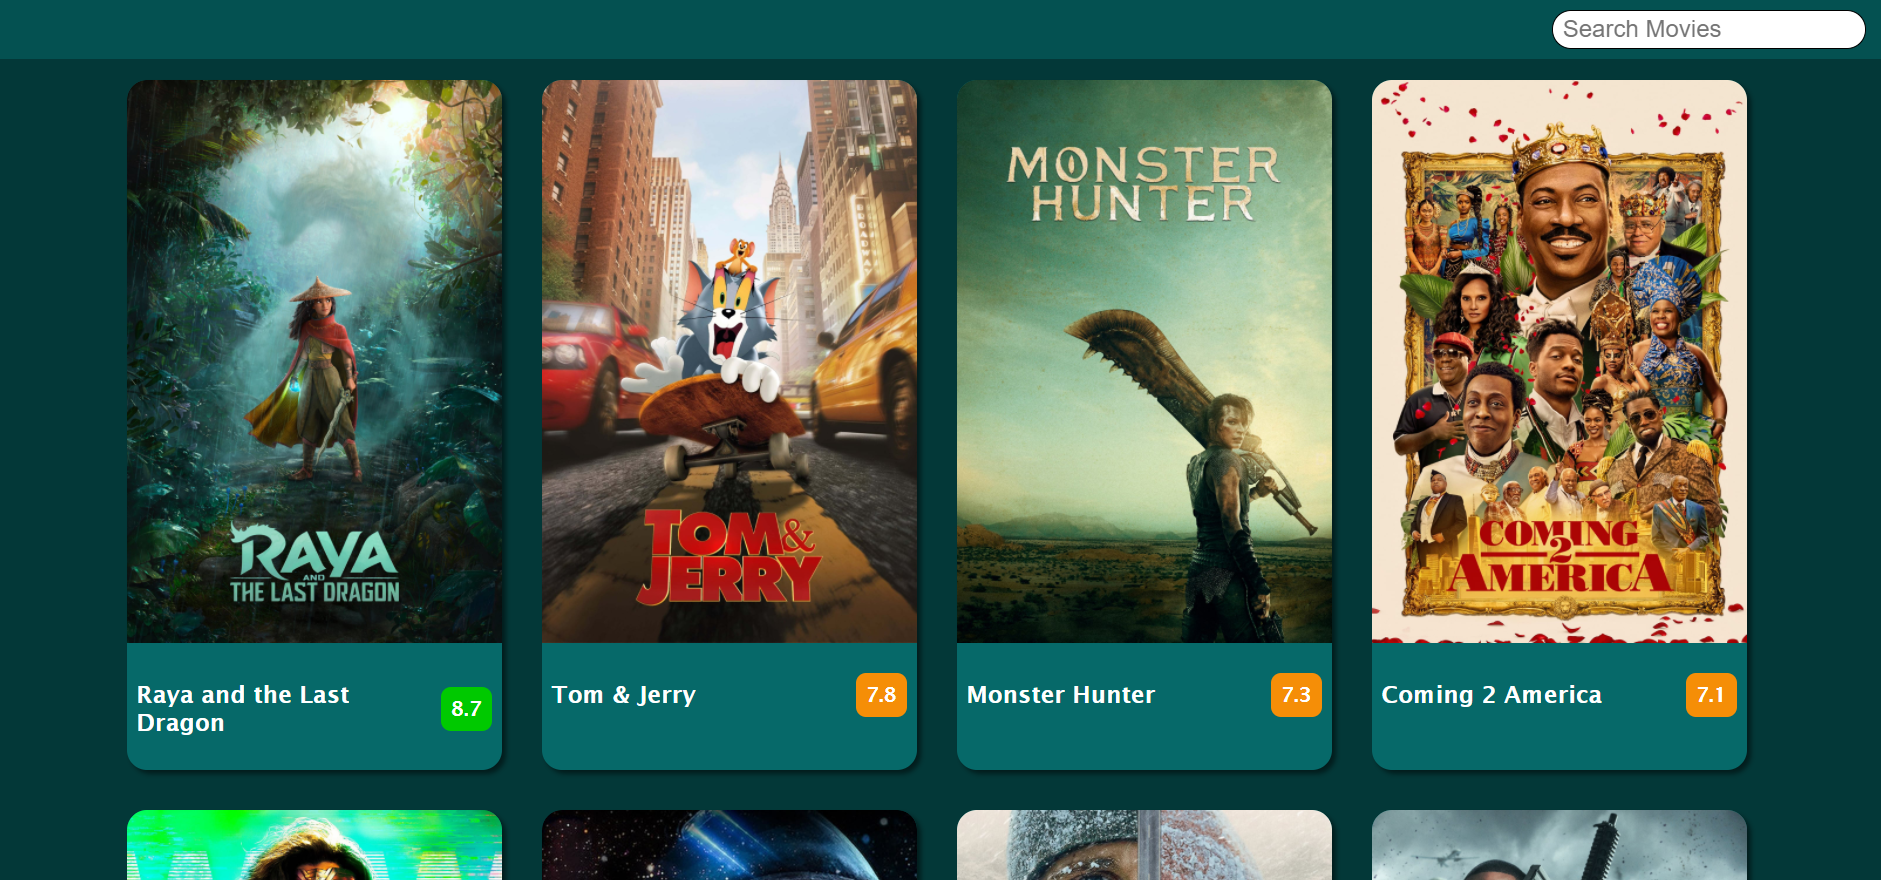 Search Movies
RAYA
AND
THE LAST DRAGON
TOM &
JERRY
MONSTER
HUNTER
COMING
2
AMERICA
Raya and the Last
Dragon
8.7
Tom & Jerry
7.8
Monster Hunter
7.3
Coming 2 America
7.1